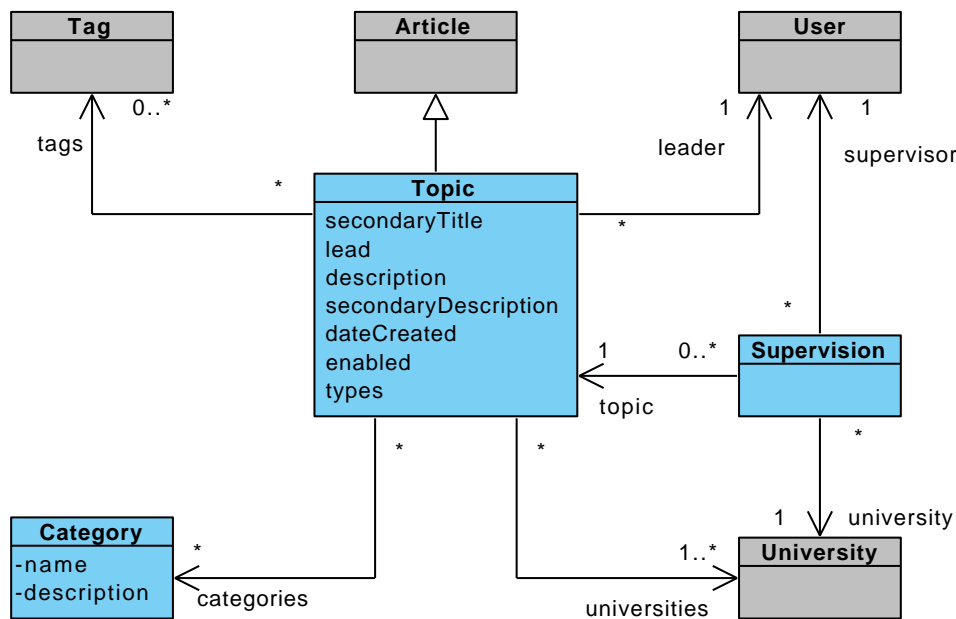 Tag
Article
User
0..*
1
1
tags
leader
supervisor
*
Topic
*
secondaryTitle
lead
description
secondaryDescription
dateCreated
enabled
types
*
1
0..*
Supervision
topic
*
*
*
Category
-name
-description
*
categories
1
university
1..*
University
universities